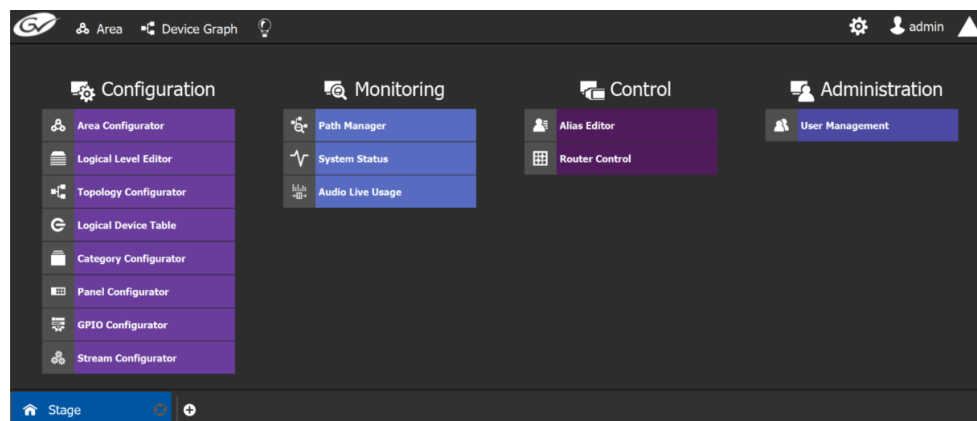 GV Area Device Graph admin
Configuration
Area Configurator
Logical Level Editor
Topology Configurator
Logical Device Table
Category Configurator
Panel Configurator
GPIO Configurator
Stream Configurator
Monitoring
Path Manager
System Status
Audio Live Usage
Control
Alias Editor
Router Control
Administration
User Management
Stage